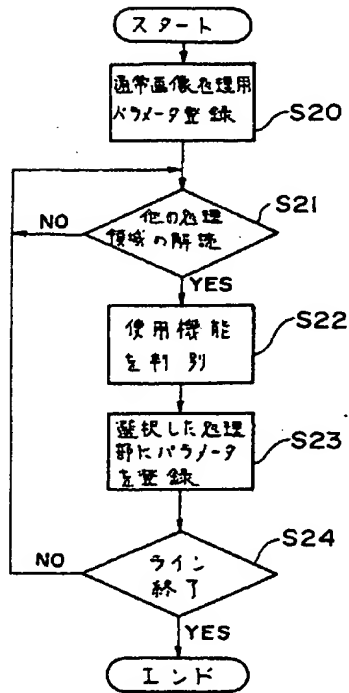 スタート
通常画像処理用
パラメータ登録
S20
他の処理
領域の解読
S21
NO
YES
使用機能
を判別
S22
選択した処理
部にパラメータ
を登録
S23
ライン
終了
S24
NO
YES
エンド